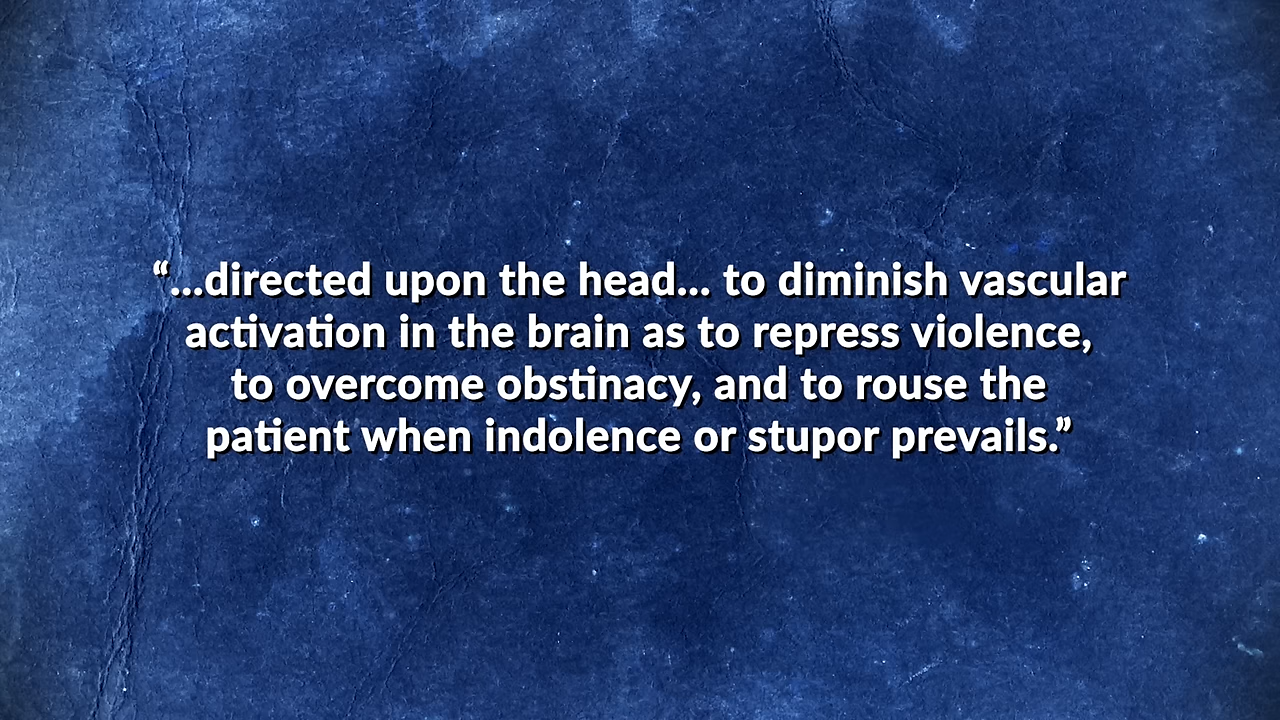 “...directed upon the head... to diminish vascular
activation in the brain as to repress violence,
to overcome obstinacy, and to rouse the
patient when indolence or stupor prevails.”